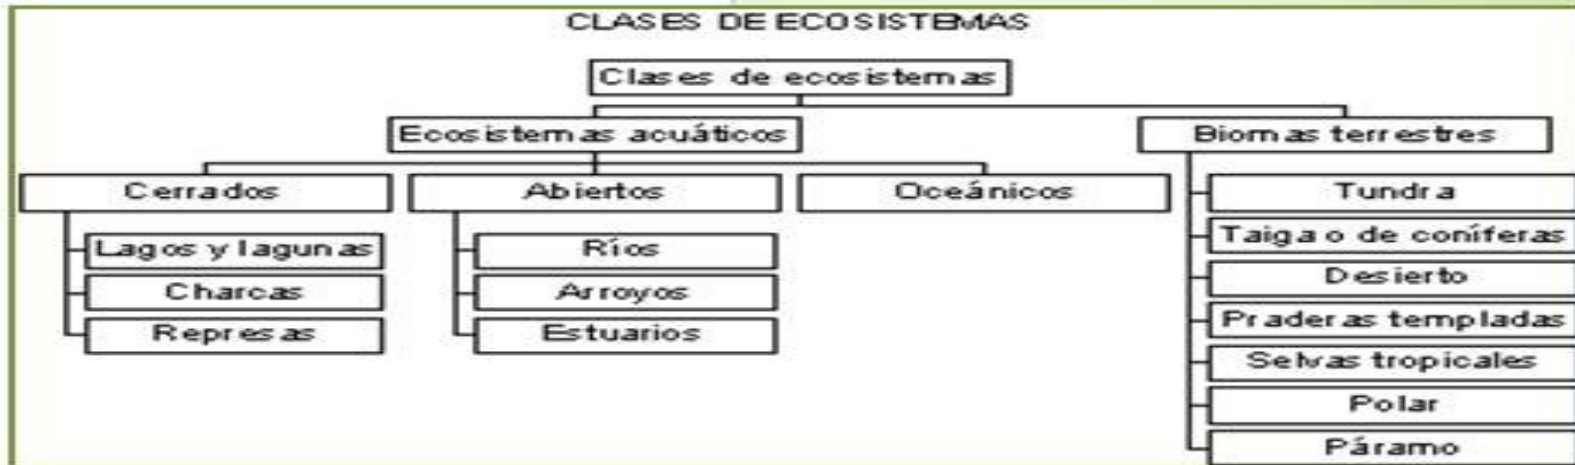 CLASES DE ECOSISTEMAS
Clases de ecosistemas
Ecosistemas acuáticos
Biomas terrestres
Cerrados
Abiertos
Oceánicos
Lagos y lagunas
Charcas
Represas
Ríos
Arroyos
Estuarios
Tundra
Taiga o de coníferas
Desierto
Praderas templadas
Selvas tropicales
Polar
Páramo